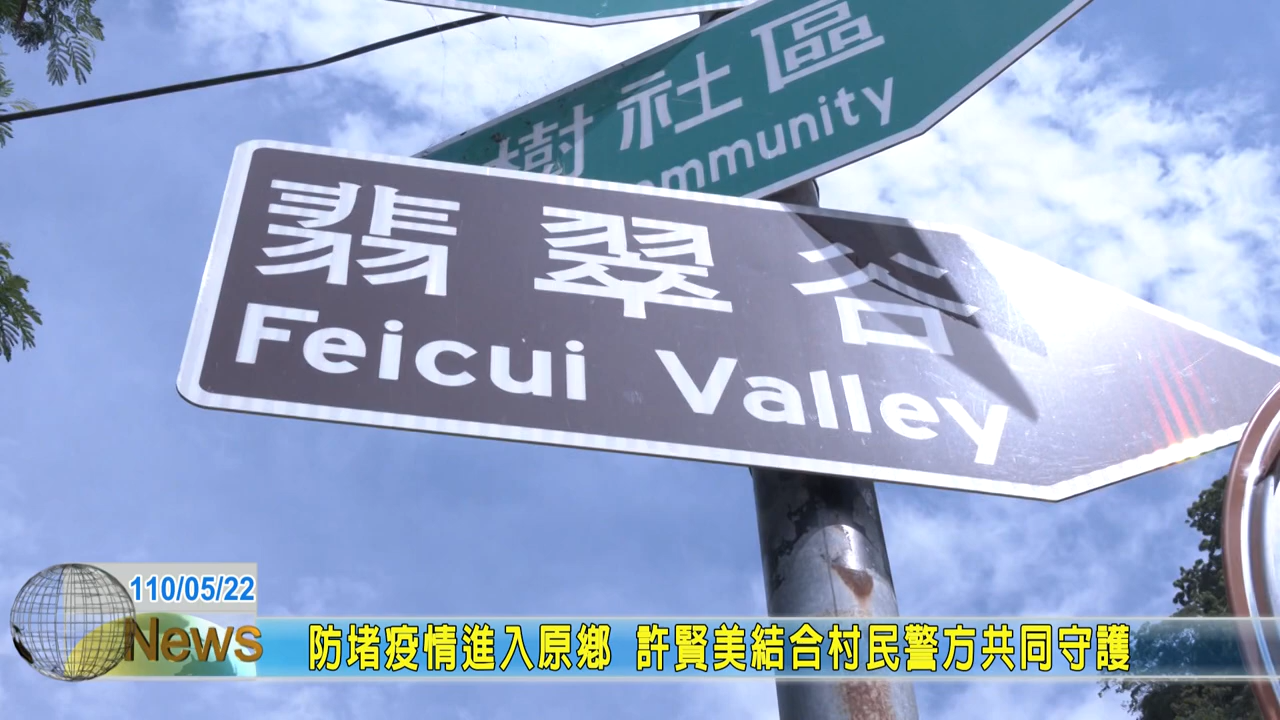 樹社區
Community
翡翠谷
Feicui Valley
110/05/22
News
防堵疫情進入原鄉 許賢美結合村民警方共同守護